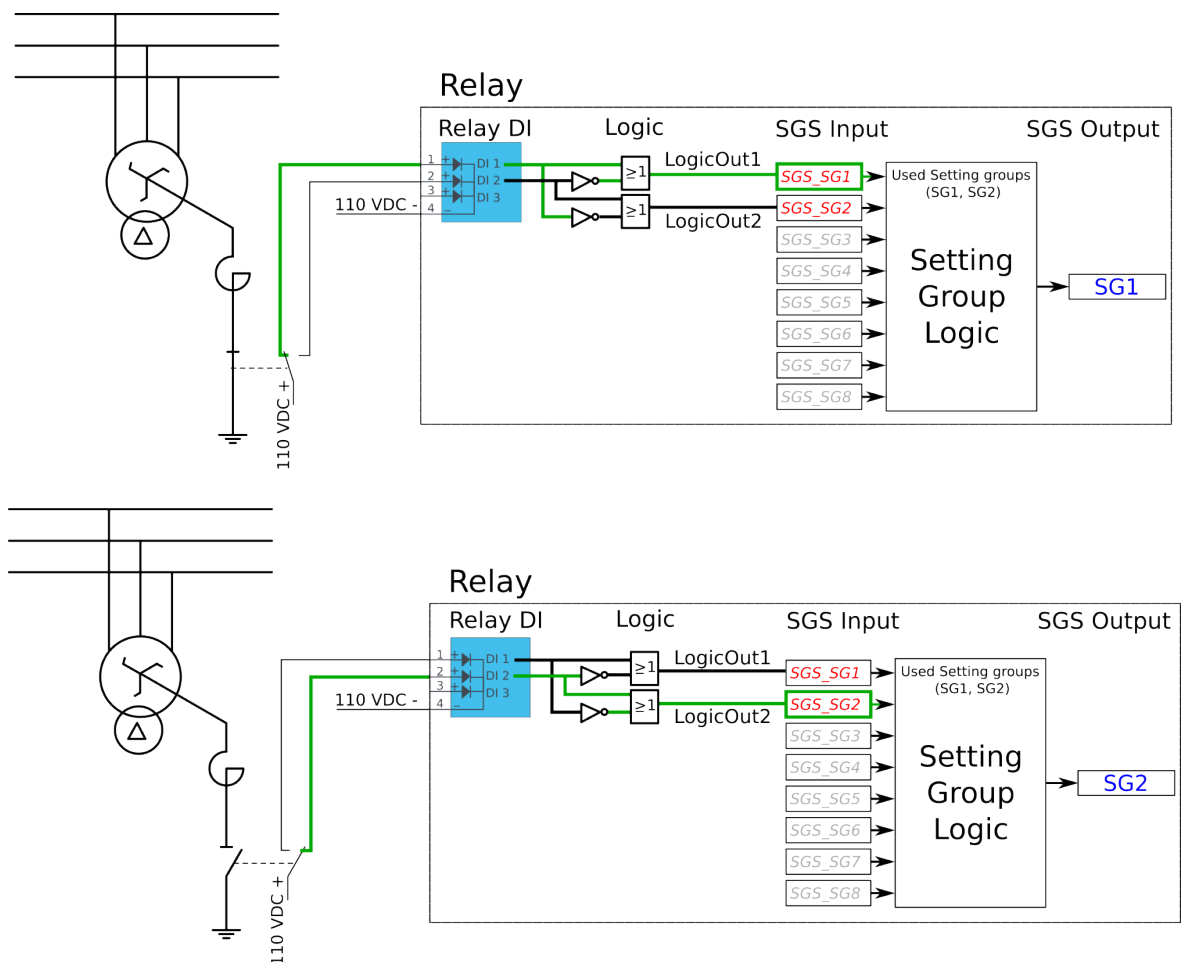 Relay
Relay DI
Logic
SGS Input
SGS Output
1 +
2 +
3 +
4 −
DI 1
DI 2
DI 3
110 VDC -
110 VDC +
≥1
≥1
LogicOut1
LogicOut2
SGS_SG1
SGS_SG2
SGS_SG3
SGS_SG4
SGS_SG5
SGS_SG6
SGS_SG7
SGS_SG8
Used Setting groups
(SG1, SG2)
Setting
Group
Logic
SG1
Relay
Relay DI
Logic
SGS Input
SGS Output
1 +
2 +
3 +
4 −
DI 1
DI 2
DI 3
110 VDC -
110 VDC +
≥1
≥1
LogicOut1
LogicOut2
SGS_SG1
SGS_SG2
SGS_SG3
SGS_SG4
SGS_SG5
SGS_SG6
SGS_SG7
SGS_SG8
Used Setting groups
(SG1, SG2)
Setting
Group
Logic
SG2